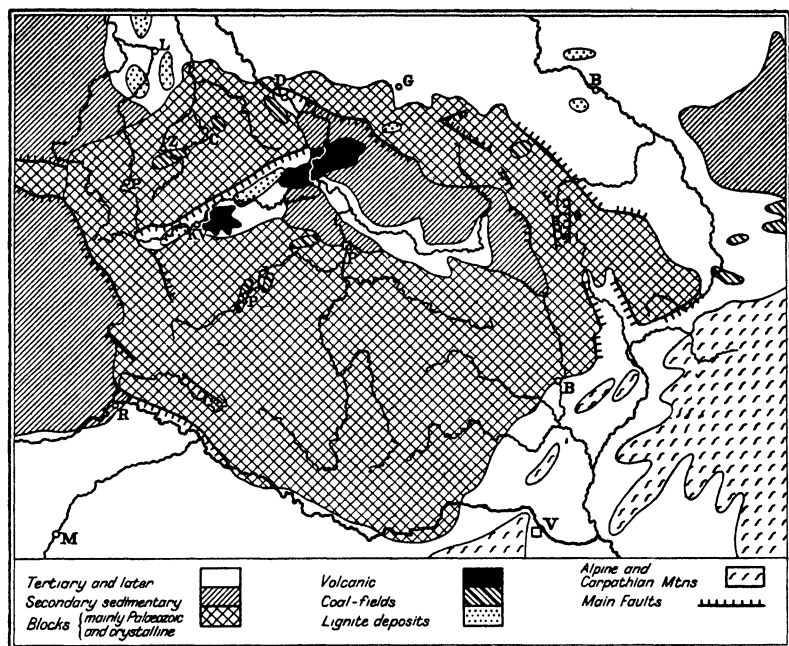 L
D
G
B
Z
C
P
K
P
P
B
R
M
V
Tertiary and later
Secondary sedimentary
Blocks { mainly Palæozoic
and crystalline
Volcanic
Coal-fields
Lignite deposits
Alpine and
Carpathian Mtns
Main Faults